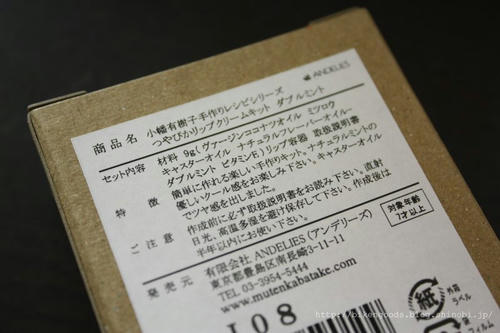 ANDELIES
商品名 小幡有樹子手作りレシピシリーズ
つやぴかリップクリームキット ダブルミント
セット内容 材料 9g(ヴァージンココナツオイル ミツロウ
キャスターオイル ナチュラルフレーバーオイル-
ダブルミント ビタミンE)リップ容器 取扱説明書
特徴 簡単に作れる楽しい手作りキット。ナチュラルミントの
優しいクール感をお楽しみ下さい。キャスターオイル
でツヤ感を出しました。
ご注意 作成前に必ず取扱説明書をお読み下さい。直射
日光、高温多湿を避け保存して下さい。作成後は
半年以内にお使い下さい。
対象年齢
7才以上
発売元 有限会社 ANDELIES (アンデリーズ)
東京都豊島区南長崎3-11-11
TEL 03-3954-5444
www.mutenkabatake.com
108
紙
外箱
ラベル
http://bikengoods.blog.shinobi.jp/